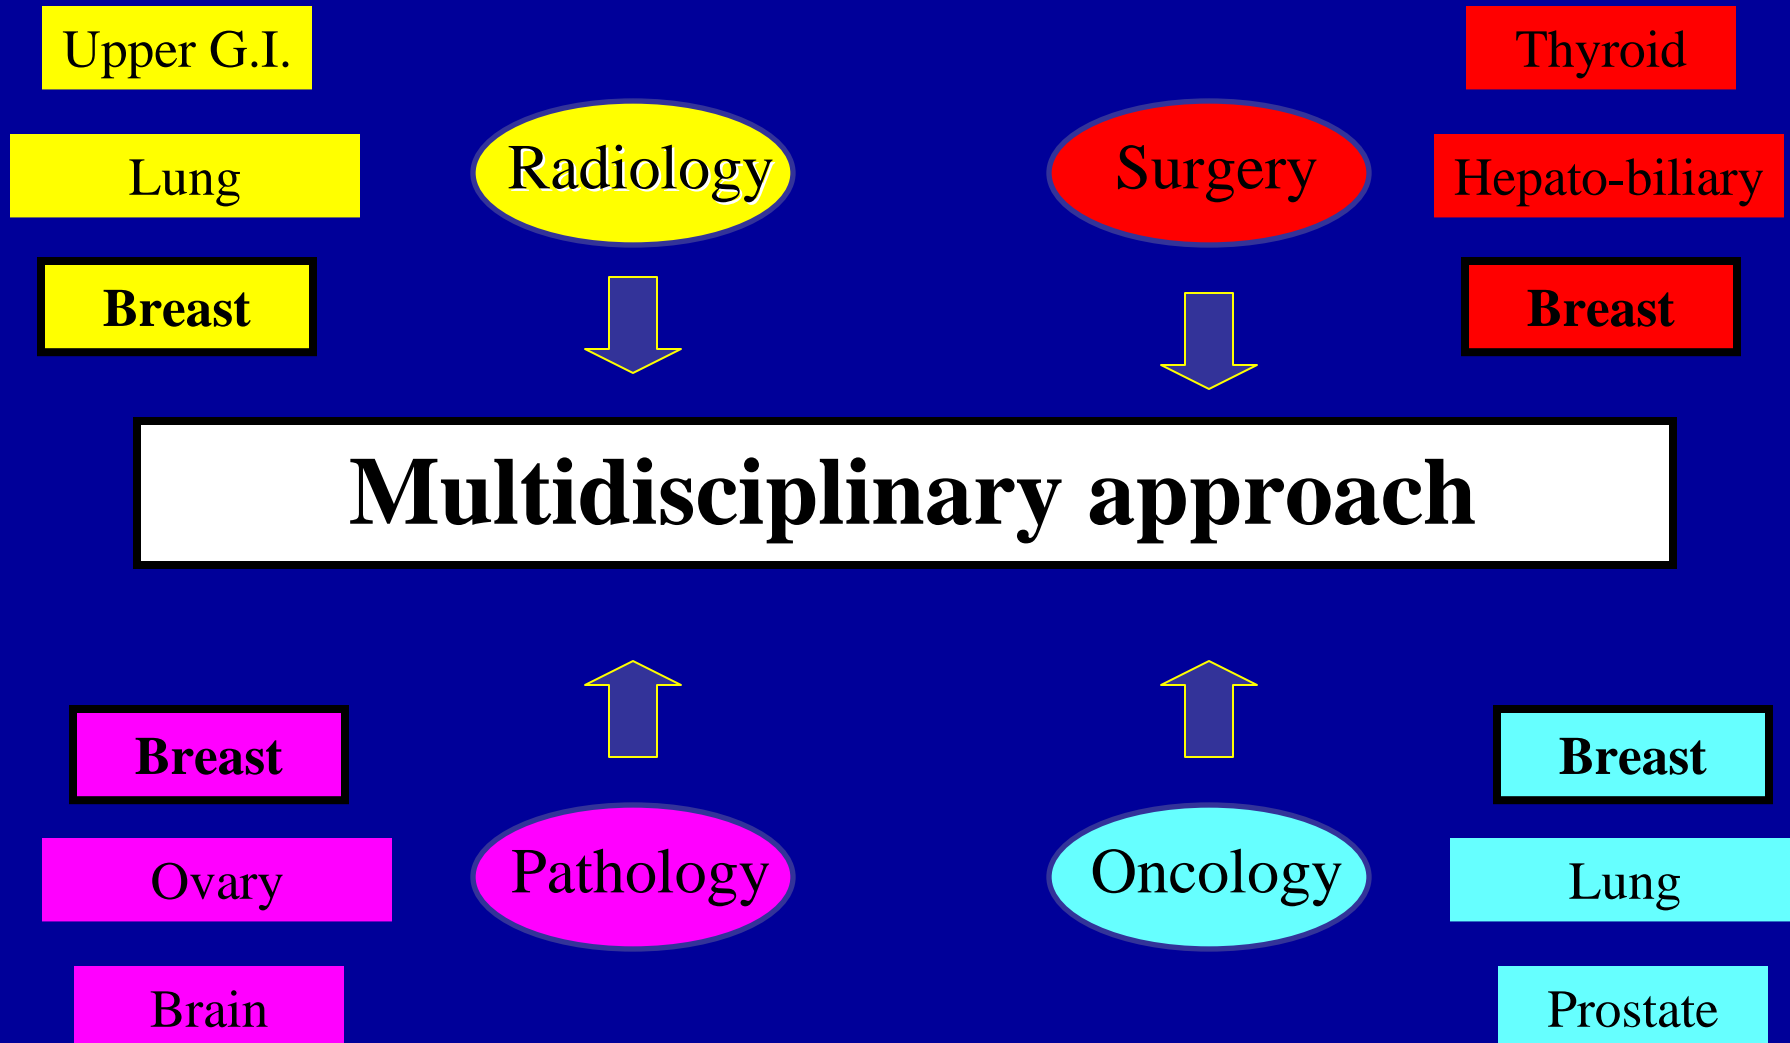 Upper G.I.
Thyroid
Radiology
Surgery
Lung
Hepato-biliary
Breast
Breast
Multidisciplinary approach
Breast
Breast
Pathology
Oncology
Ovary
Lung
Brain
Prostate